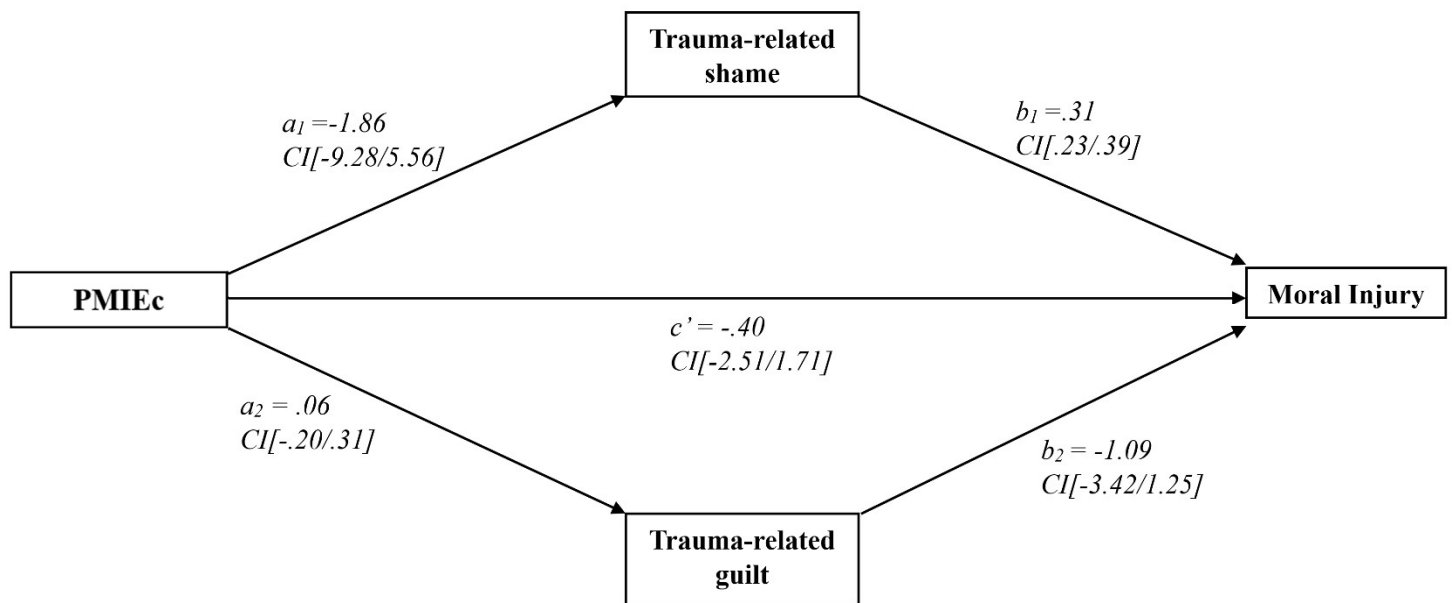 Trauma-related
shame
a₁ =-1.86
CI[-9.28/5.56]
b₁ =.31
CI[.23/.39]
PMIEc
Moral Injury
c’ = -.40
CI[-2.51/1.71]
a₂ = .06
CI[-.20/.31]
b₂ = -1.09
CI[-3.42/1.25]
Trauma-related
guilt